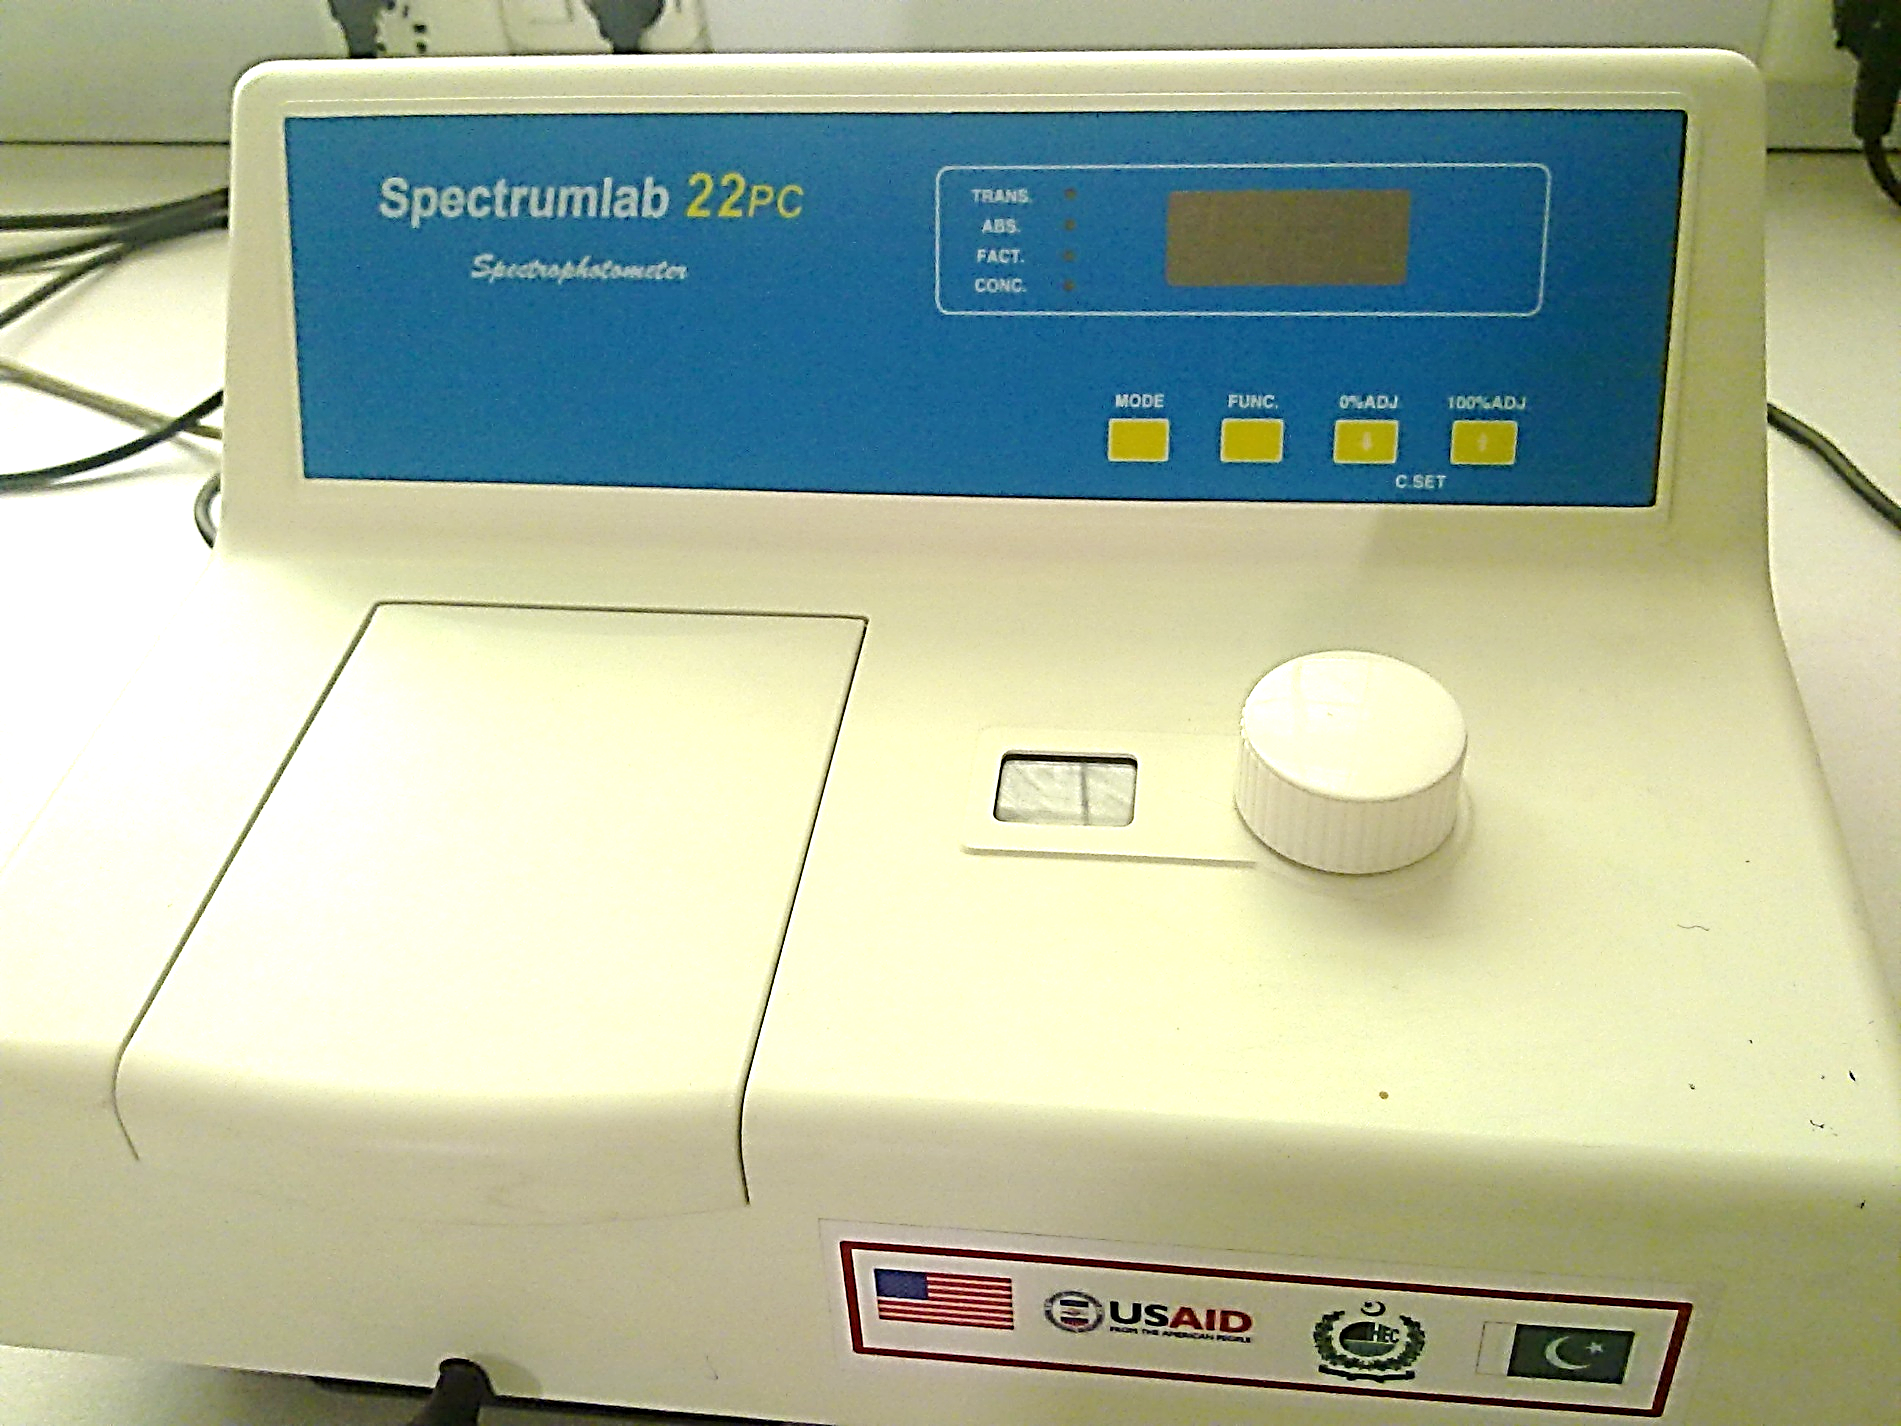 Spectrumlab 22PC
Spectrophotometer
TRANS.
ABS.
FACT.
CONC.
MODE FUNC. 0%ADJ 100%ADJ
C.SET
USAID
FROM THE AMERICAN PEOPLE
HEC